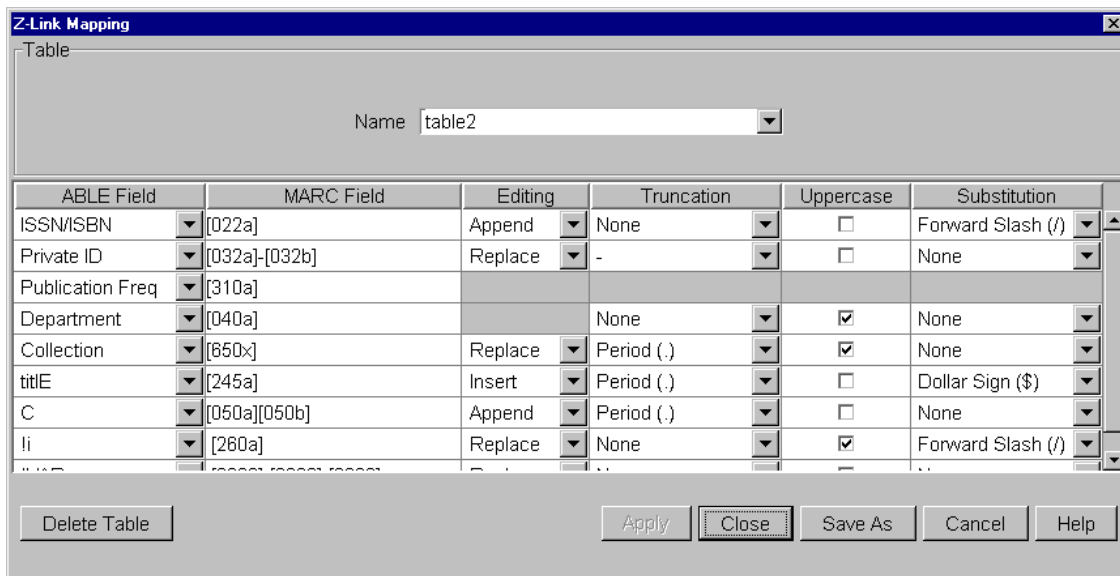 Z-Link Mapping
Table
Name table2
ABLE Field MARC Field Editing Truncation Uppercase Substitution
ISSN/ISBN [022a] Append None Forward Slash (/)
Private ID [032a]-[032b] Replace - None
Publication Freq [310a]
Department [040a] None None
Collection [650x] Replace Period (.) None
titlE [245a] Insert Period (.) Dollar Sign ($)
C [050a][050b] Append Period (.) None
!i [260a] Replace None Forward Slash (/)
Delete Table Apply Close Save As Cancel Help